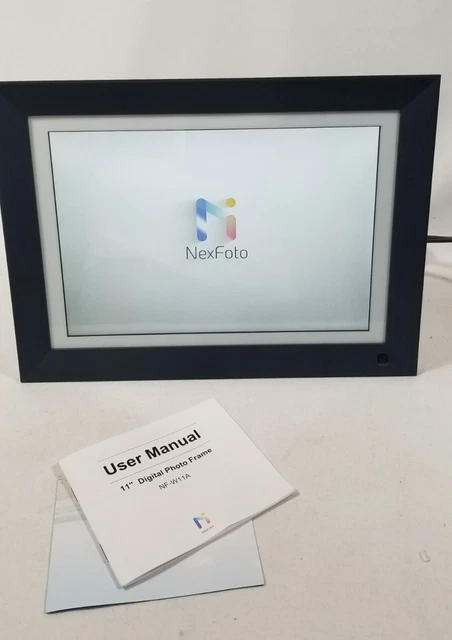 NexFoto
User Manual
11" Digital Photo Frame
NF-W11A